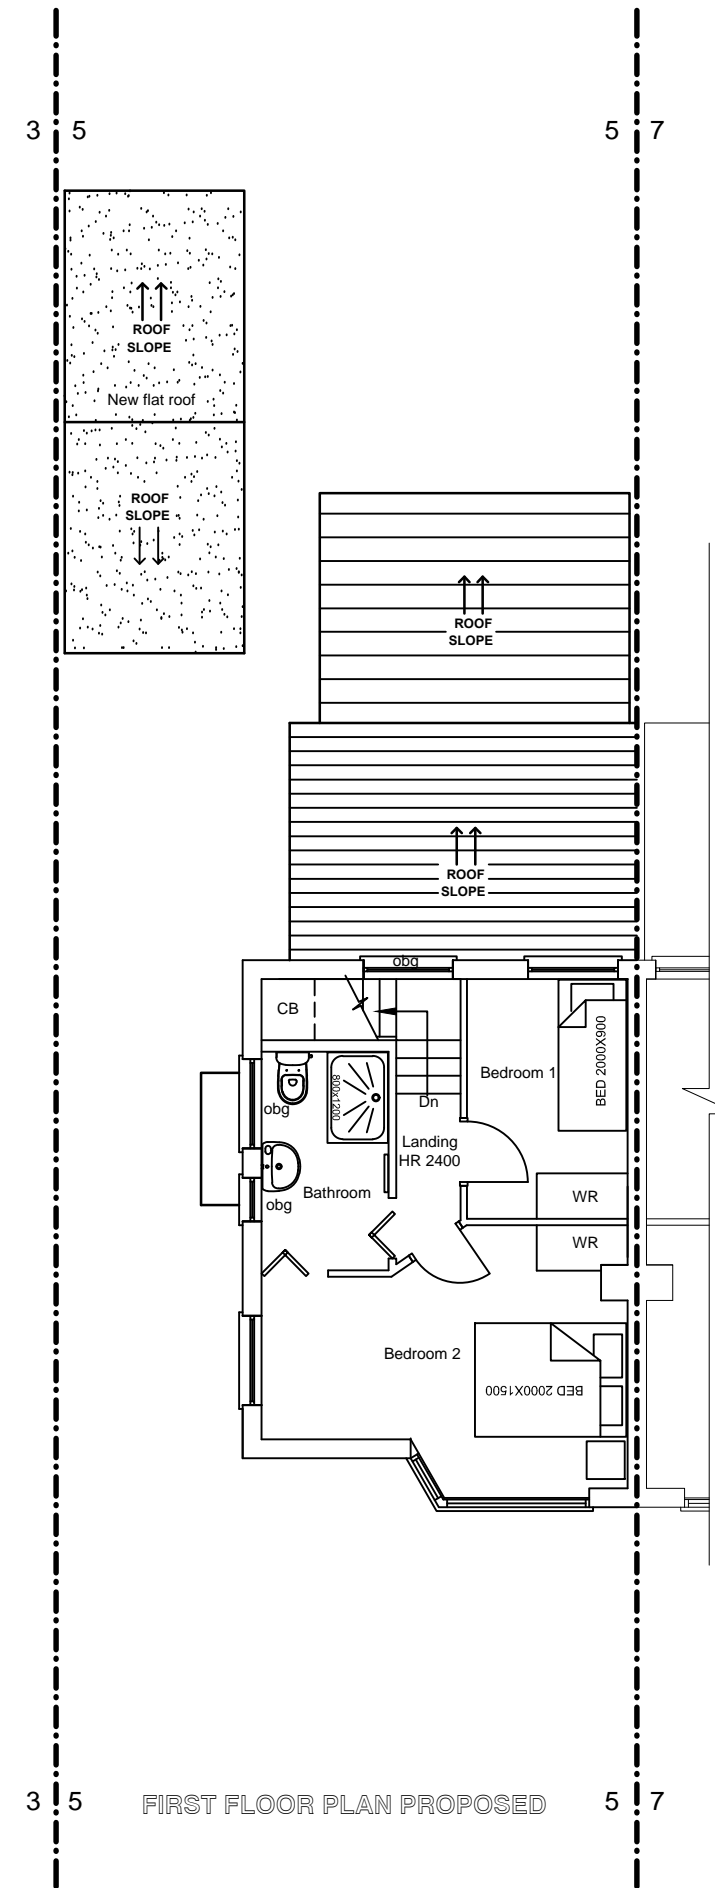 3 5
5 7
ROOF
SLOPE
New flat roof
ROOF
SLOPE
ROOF
SLOPE
ROOF
SLOPE
obg
CB
BED 2000X900
Bedroom 1
800x1200
obg
Dn
Landing
HR 2400
Bathroom
obg
WR
WR
Bedroom 2
BED 2000X1500
3 5
FIRST FLOOR PLAN PROPOSED
5 7